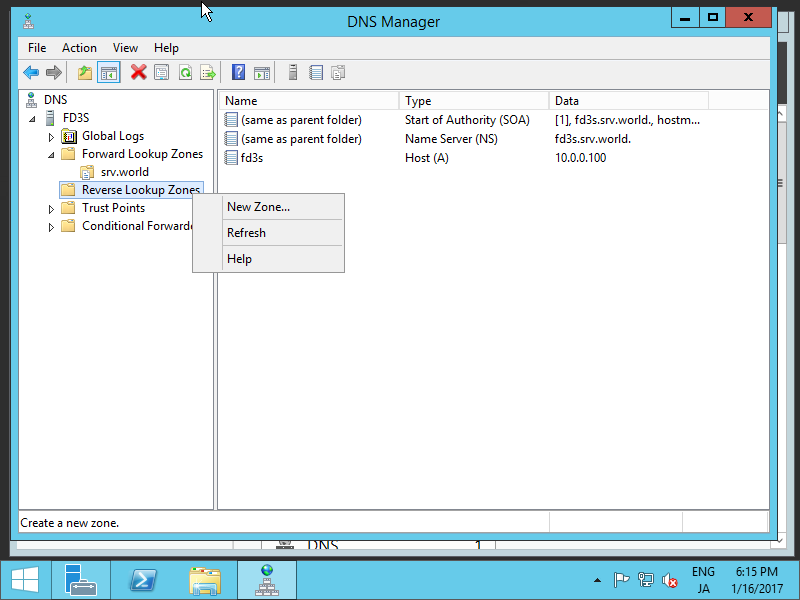 DNS Manager
File Action View Help
DNS
FD3S
Global Logs
Forward Lookup Zones
srv.world
Reverse Lookup Zones
Trust Points
Conditional Forwarde
Name Type Data
(same as parent folder) Start of Authority (SOA) [1], fd3s.srv.world., hostm...
(same as parent folder) Name Server (NS) fd3s.srv.world.
fd3s Host (A) 10.0.0.100
New Zone...
Refresh
Help
Create a new zone.
DNS 1
ENG 6:15 PM
JA 1/16/2017